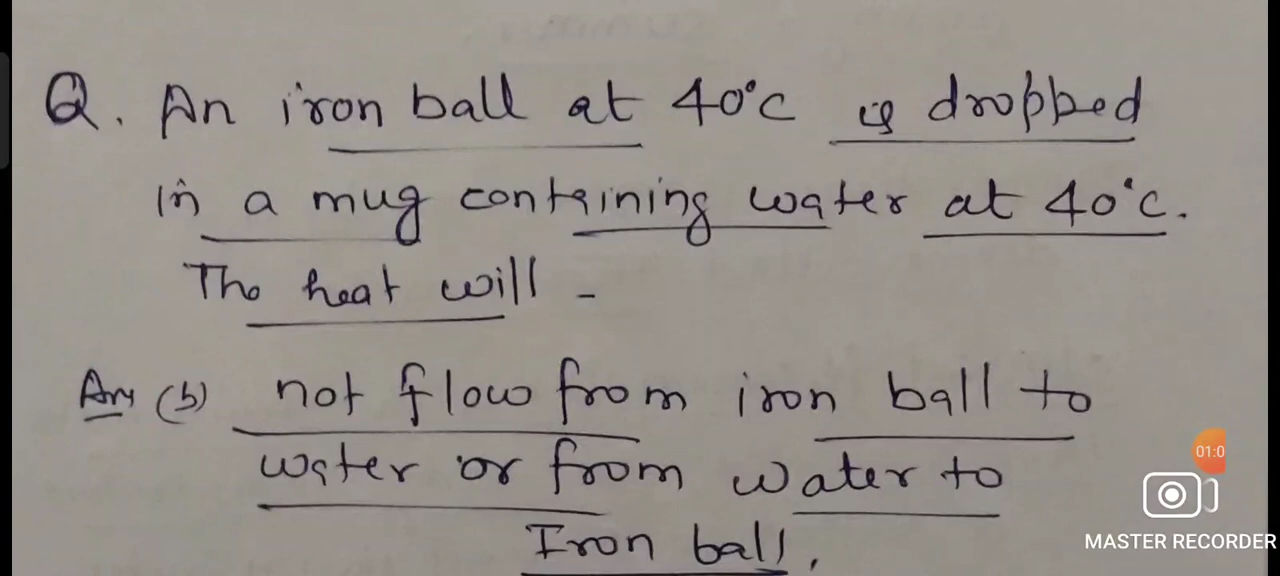 Q. An iron ball at 40°c is dropped
in a mug containing water at 40°c.
The heat will -
Ans (b) not flow from iron ball to
water or from water to
Iron ball.
01:0
MASTER RECORDER